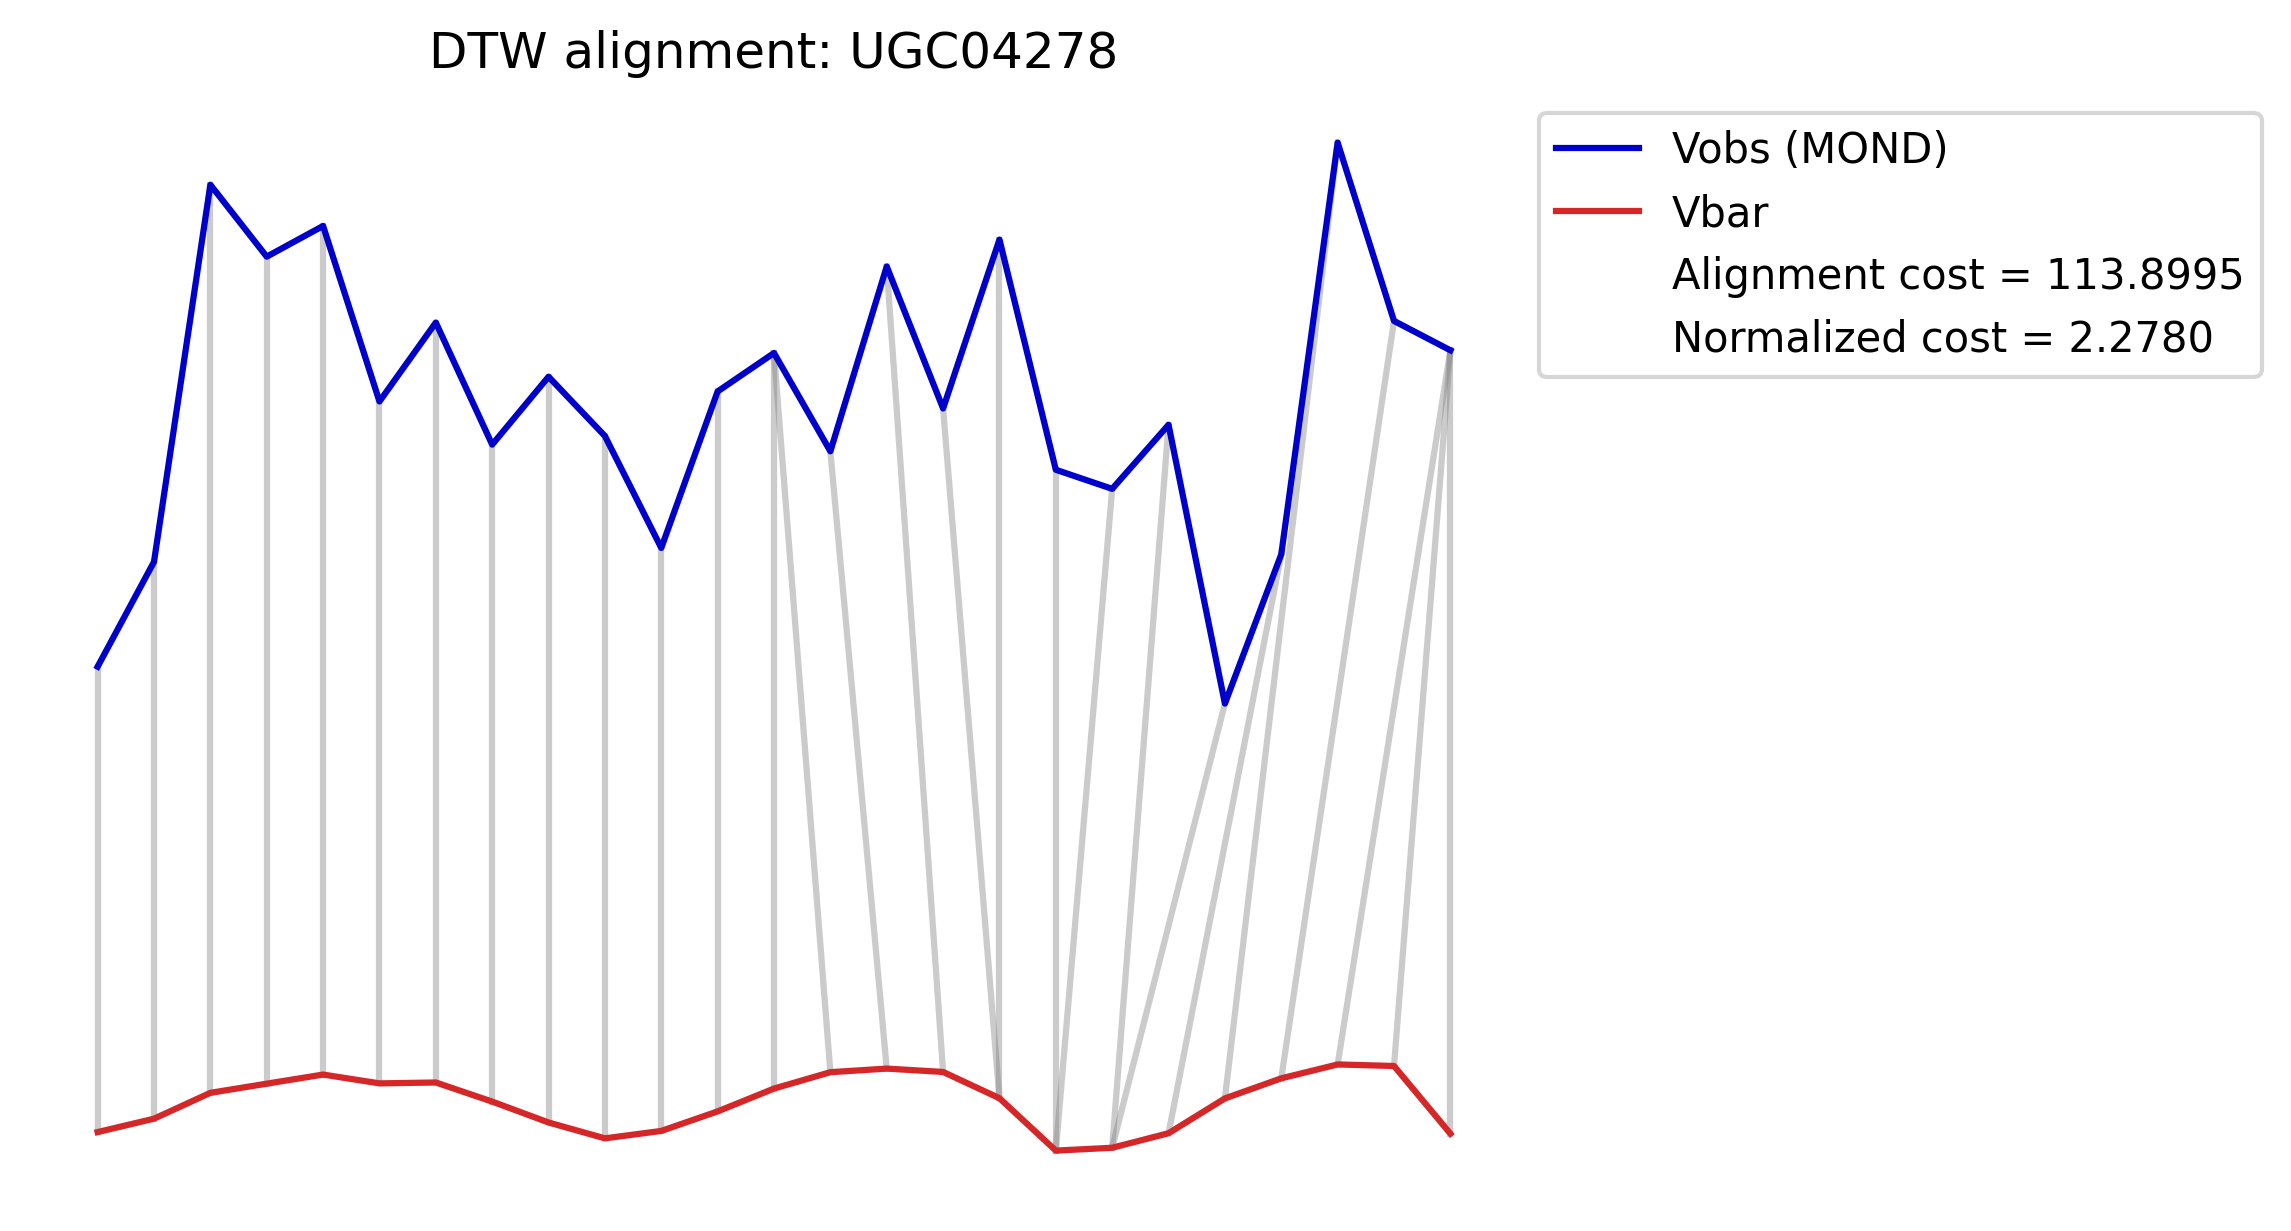 DTW alignment: UGC04278
Vobs (MOND)
Vbar
Alignment cost = 113.8995
Normalized cost = 2.2780